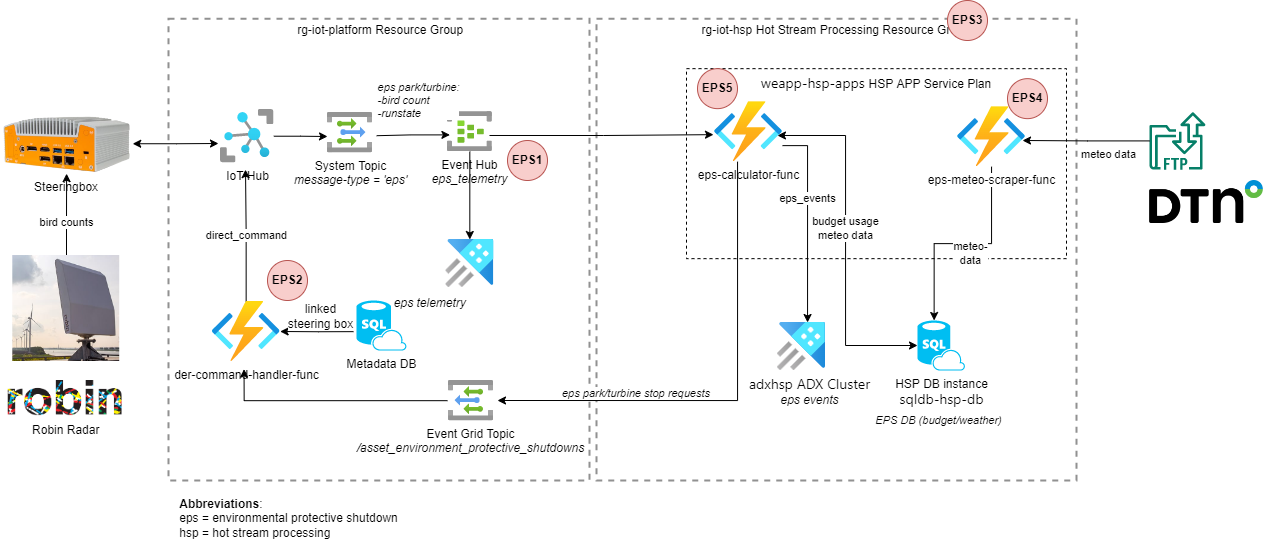 rg-iot-platform Resource Group
rg-iot-hsp Hot Stream Processing Resource Gr
EPS3
eps park/turbine:
-bird count
-runstate
EPS5
weapp-hsp-apps HSP APP Service Plan
EPS4
IoT Hub
System Topic
message-type = 'eps'
Event Hub
eps_telemetry
EPS1
eps-calculator-func
eps-meteo-scraper-func
meteo data
FTP
DTN
Steeringbox
bird counts
direct_command
eps_events
budget usage
meteo data
meteo-
data
EPS2
eps telemetry
linked
steering box
SQL
Metadata DB
der-command-handler-func
SQL
adxhsp ADX Cluster
eps events
HSP DB instance
sqldb-hsp-db
EPS DB (budget/weather)
eps park/turbine stop requests
robin
Robin Radar
Event Grid Topic
/asset_environment_protective_shutdowns
Abbreviations:
eps = environmental protective shutdown
hsp = hot stream processing